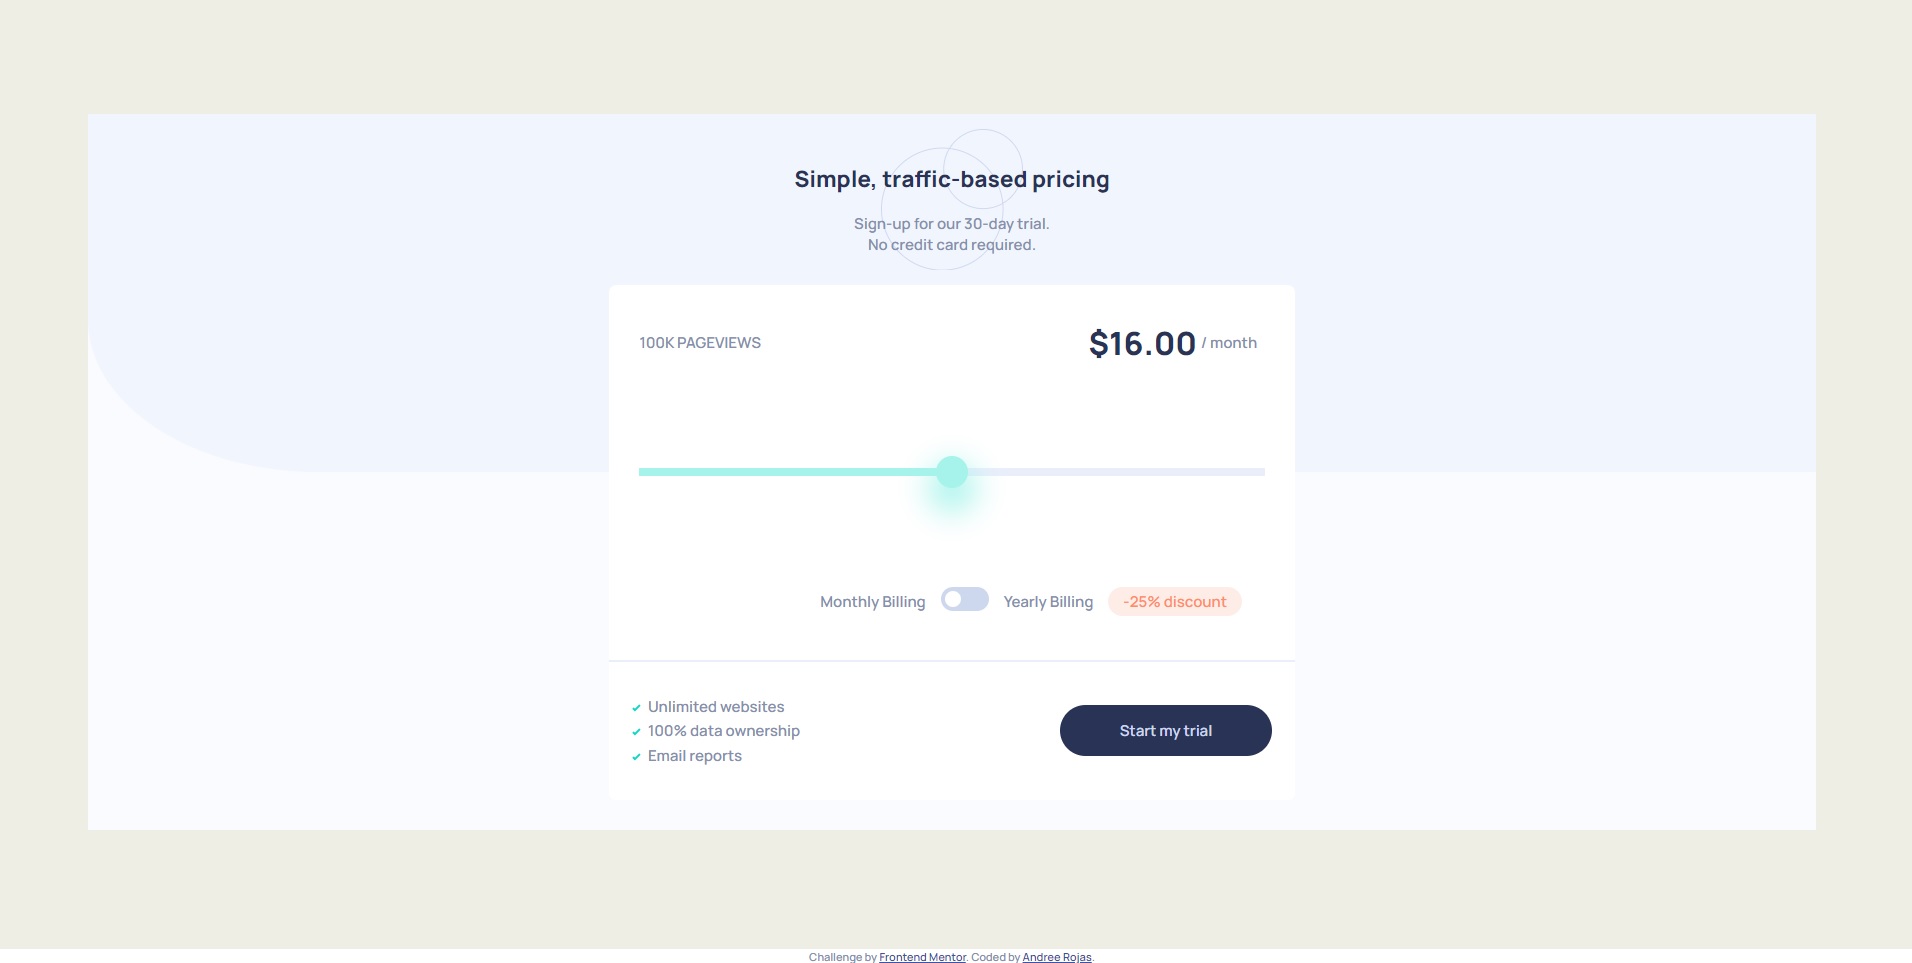 Simple, traffic-based pricing
Sign-up for our 30-day trial.
No credit card required.
100K PAGEVIEWS
$16.00 / month
Monthly Billing
Yearly Billing
-25% discount
Unlimited websites
100% data ownership
Email reports
Start my trial
Challenge by Frontend Mentor. Coded by Andree Rojas.